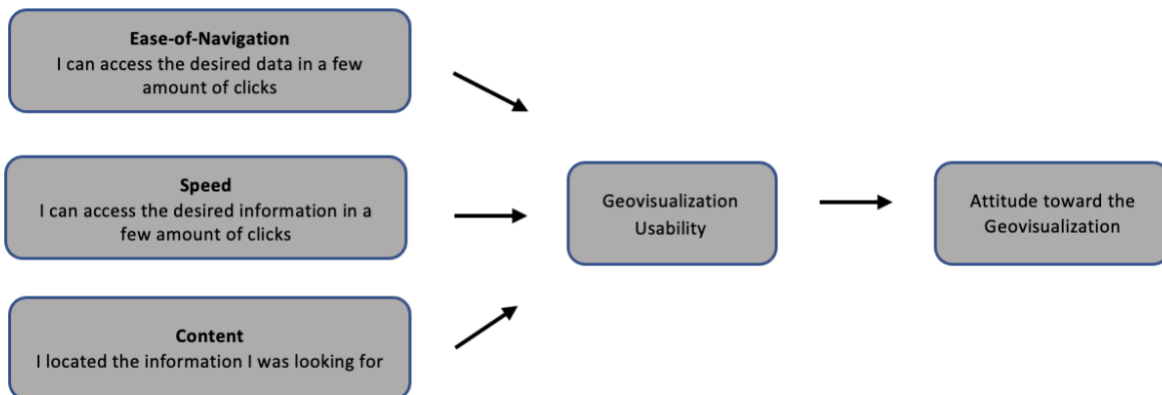 Ease-of-Navigation
I can access the desired data in a few
amount of clicks
Speed
I can access the desired information in a
few amount of clicks
Content
I located the information I was looking for
Geovisualization
Usability
Attitude toward the
Geovisualization